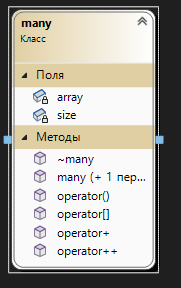 many
Класс
Поля
array
size
Методы
~many
many (+ 1 пер...
operator()
operator[]
operator+
operator++